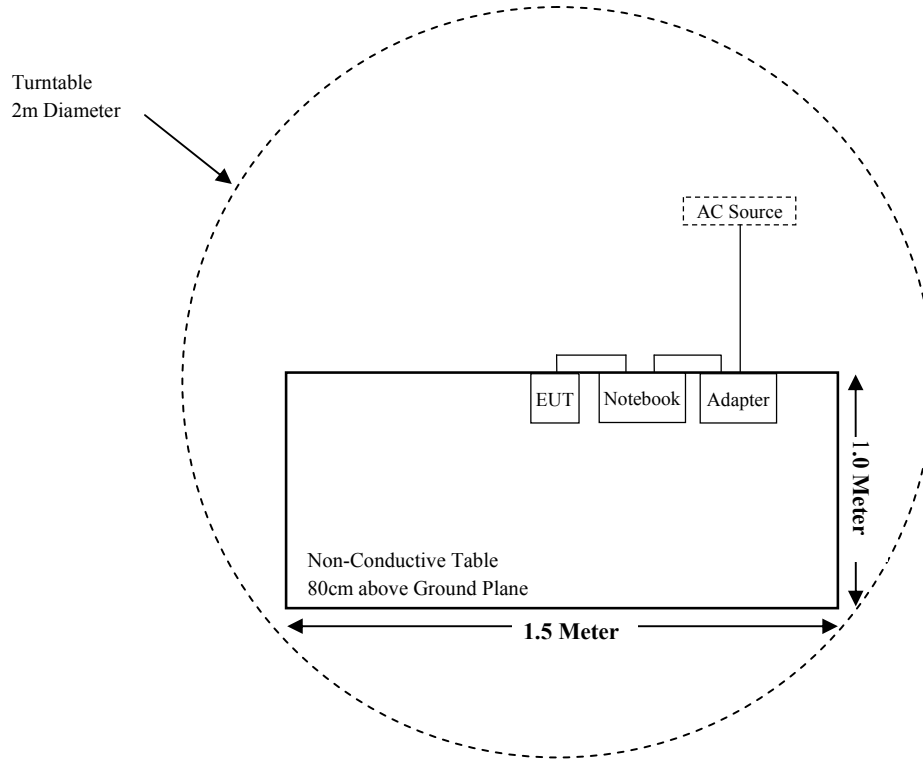 Turntable
2m Diameter
AC Source
EUT
Notebook
Adapter
1.0 Meter
Non-Conductive Table
80cm above Ground Plane
1.5 Meter